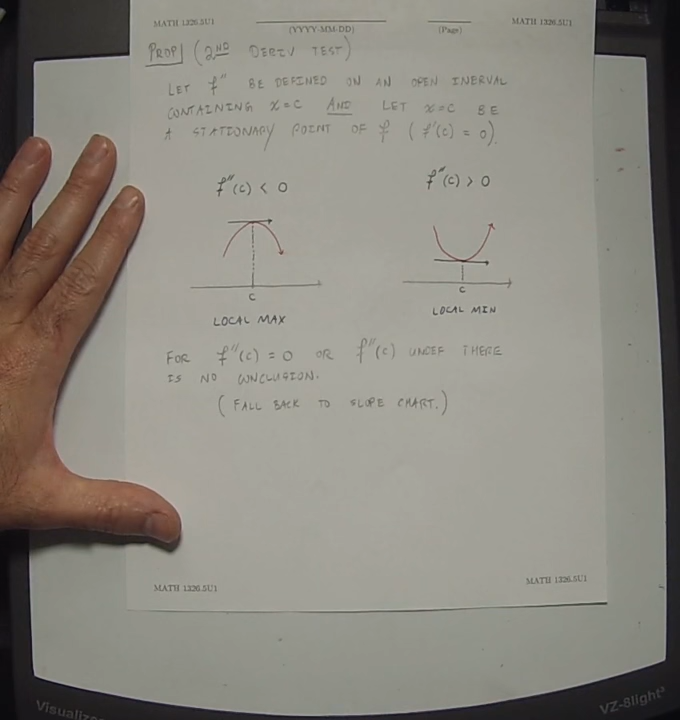 MATH 1326.5U1
(YYYY-MM-DD)
(Page)
MATH 1326.5U1
PROP (2ND DERIV TEST)
LET f" BE DEFINED ON AN OPEN INERVAL
CONTAINING x=C AND LET x=C BE
A STATIONARY POINT OF f (f'(c) = 0).
f"(c) < 0
f"(c) > 0
C
C
LOCAL MAX
LOCAL MIN
FOR f"(c) = 0 OR f"(c) UNDEF THERE
IS NO CONCLUSION.
(FALL BACK TO SLOPE CHART.)
MATH 1326.5U1
MATH 1326.5U1
Visualize
VZ-8light³